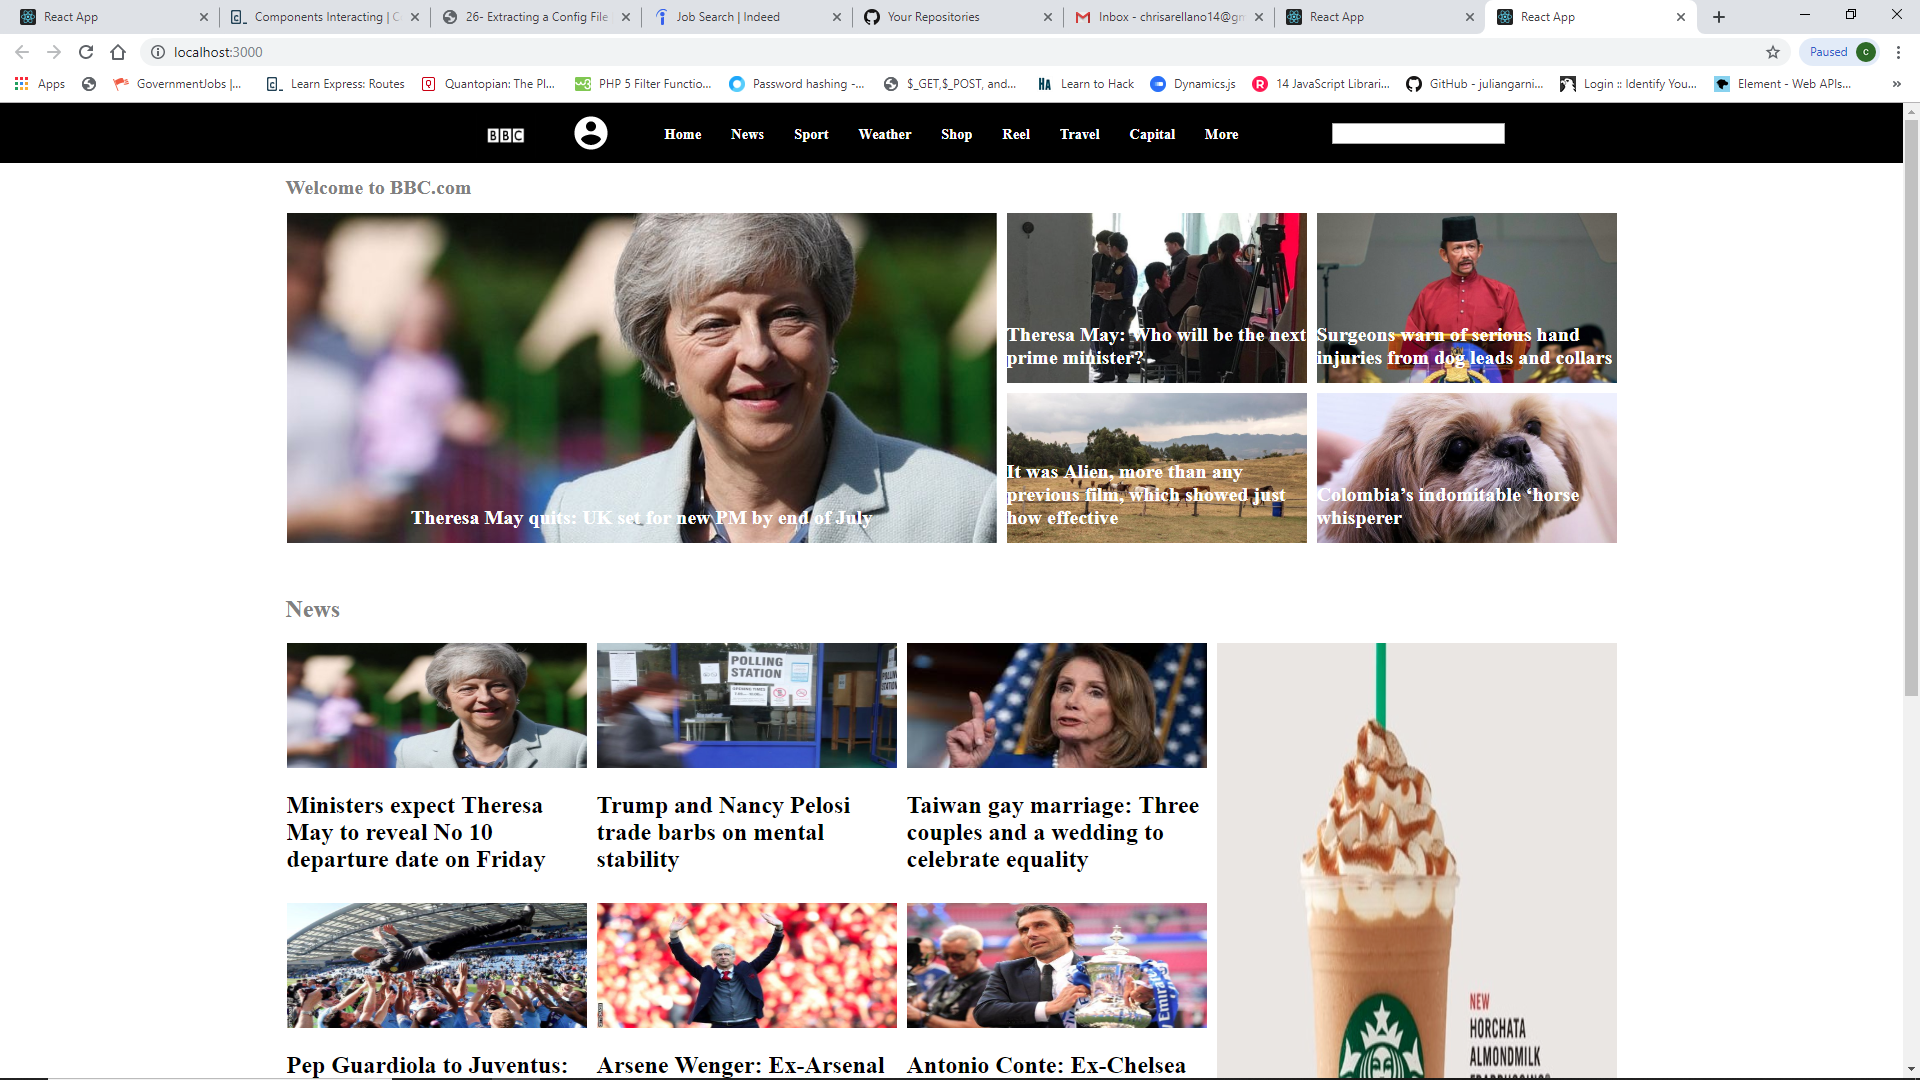 React App
Components Interacting | C
26- Extracting a Config File
Job Search | Indeed
Your Repositories
Inbox - chrisarellano14@gm
React App
React App
localhost:3000
Paused
c
Apps
GovernmentJobs |...
Learn Express: Routes
Quantopian: The Pl...
PHP 5 Filter Functio...
Password hashing -...
$_GET,$_POST, and...
Learn to Hack
Dynamics.js
14 JavaScript Librari...
GitHub - juliangarni...
Login :: Identify You...
Element - Web APIs...
BBC
Home
News
Sport
Weather
Shop
Reel
Travel
Capital
More
Welcome to BBC.com
Theresa May quits: UK set for new PM by end of July
Theresa May: Who will be the next
prime minister?
Surgeons warn of serious hand
injuries from dog leads and collars
It was Alien, more than any
previous film, which showed just
how effective
Colombia’s indomitable ‘horse
whisperer
News
POLLING
STATION
Ministers expect Theresa
May to reveal No 10
departure date on Friday
Trump and Nancy Pelosi
trade barbs on mental
stability
Taiwan gay marriage: Three
couples and a wedding to
celebrate equality
Pep Guardiola to Juventus:
Arsene Wenger: Ex-Arsenal
Antonio Conte: Ex-Chelsea
NEW
HORCHATA
ALMONDMILK